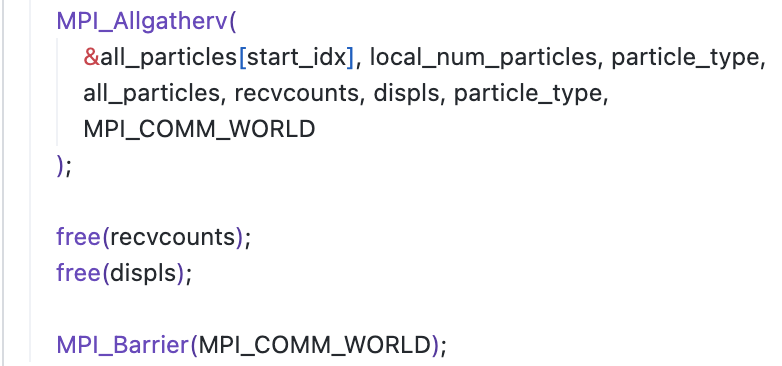 MPI_Allgatherv(
&all_particles[start_idx], local_num_particles, particle_type,
all_particles, recvcounts, displs, particle_type,
MPI_COMM_WORLD
);
free(recvcounts);
free(displs);
MPI_Barrier(MPI_COMM_WORLD);